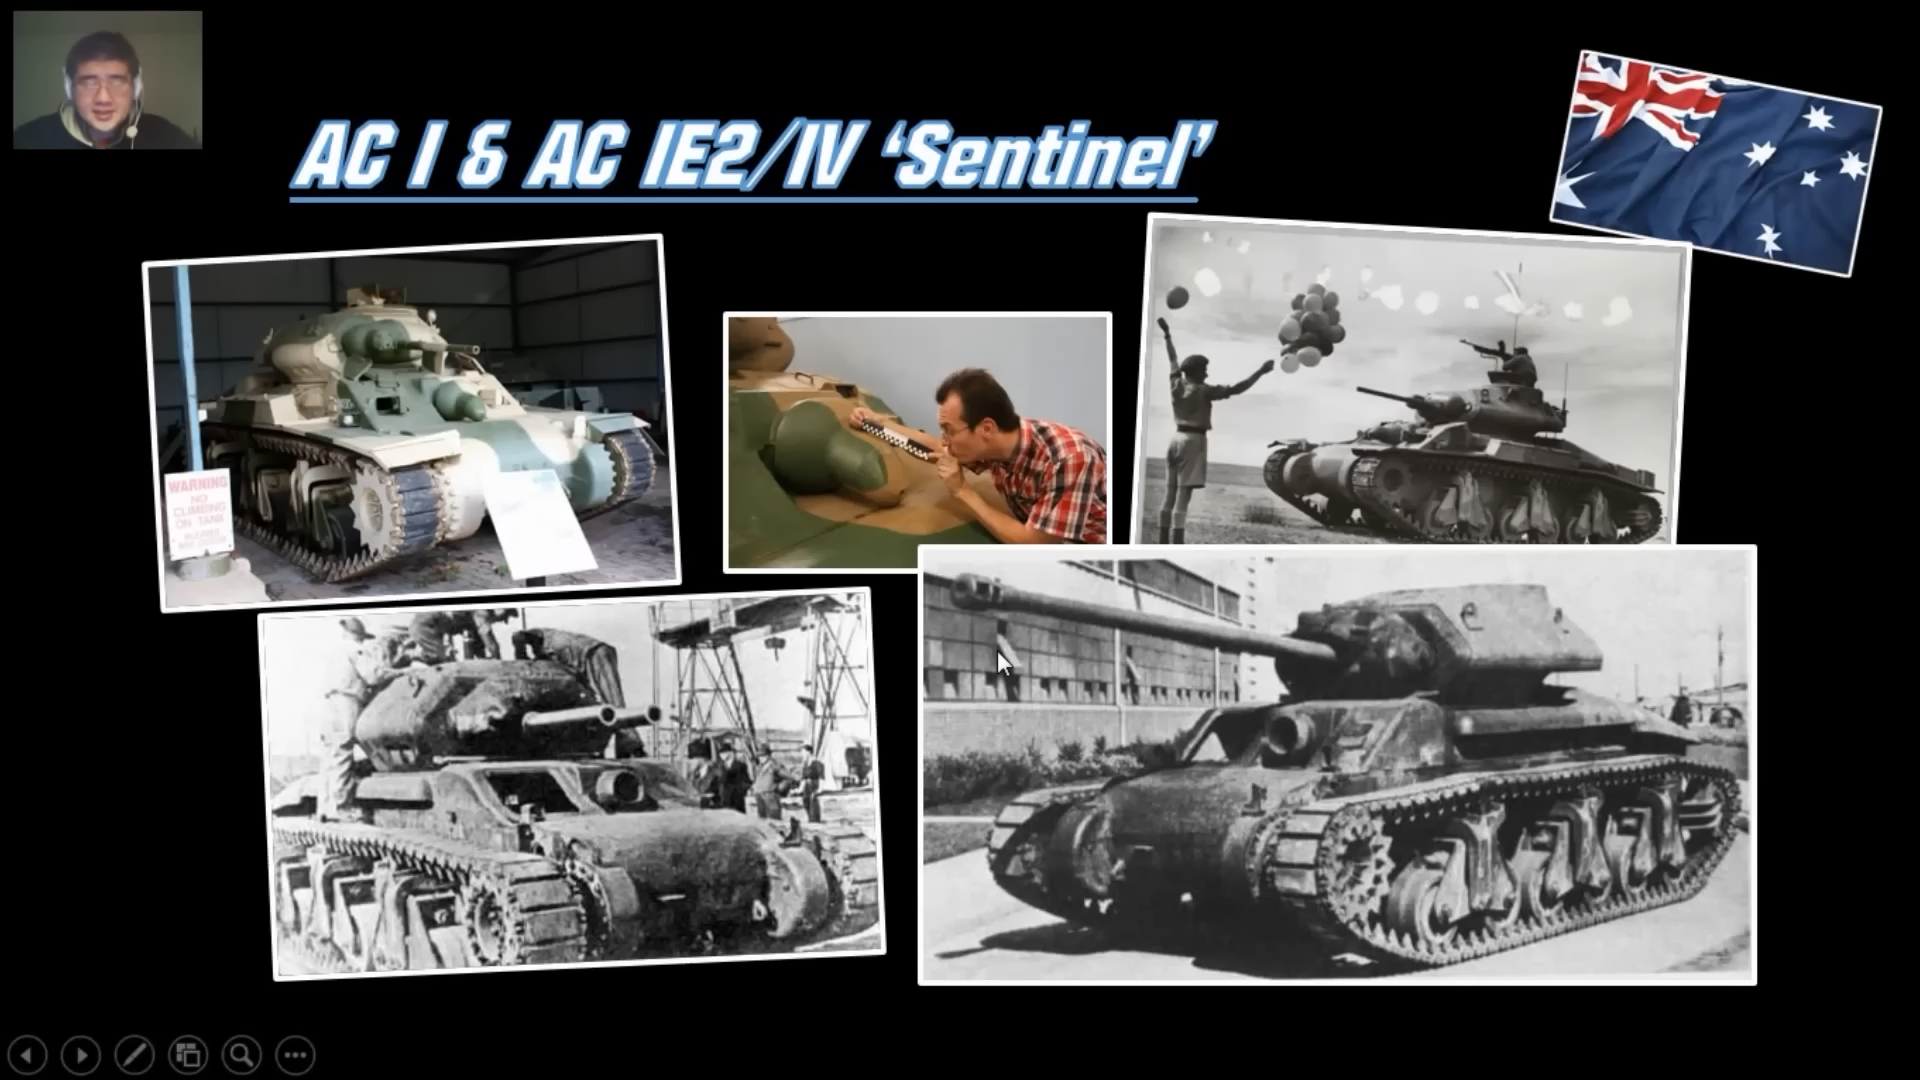 AC I & AC IE2/IV ‘Sentinel’
WARNING
NO
CLIMBING
ON TANK